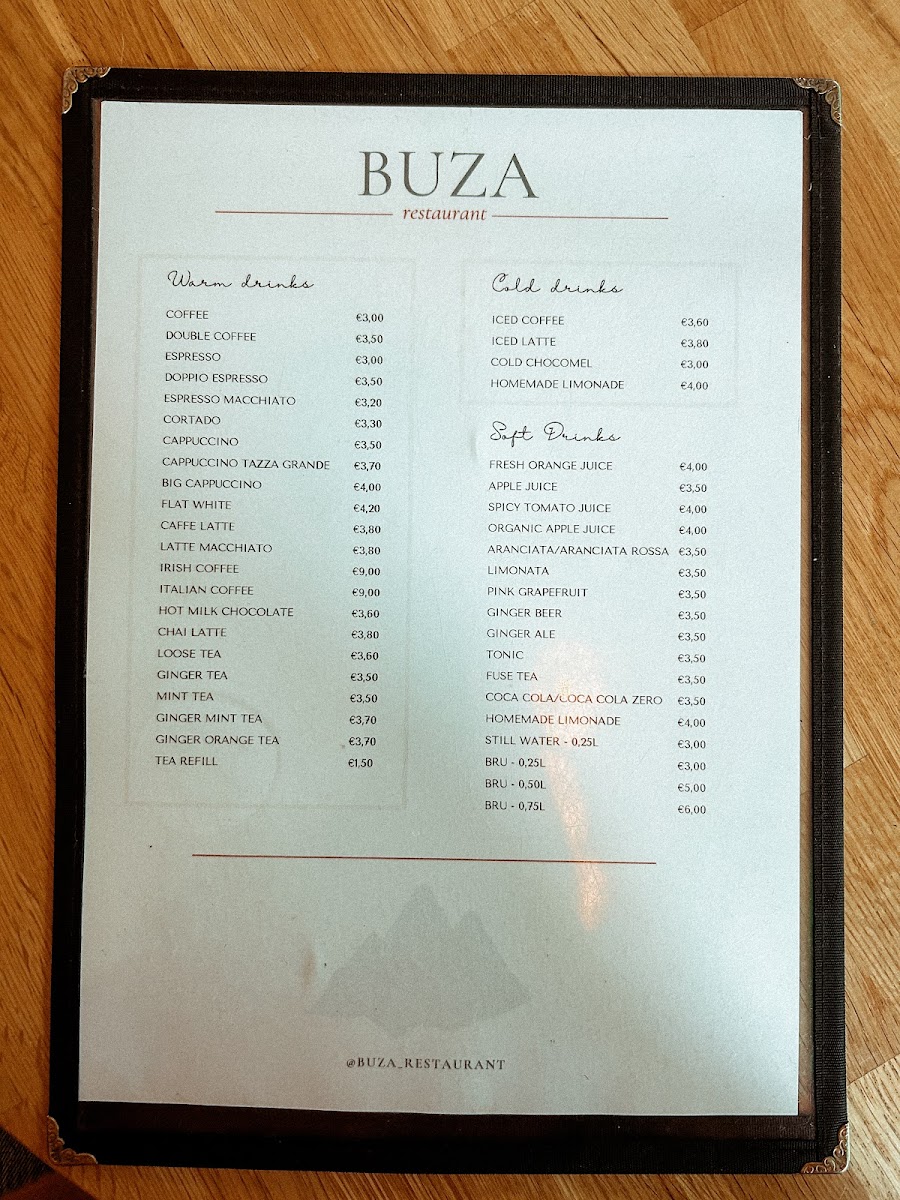 BUZA
restaurant
Warm drinks
COFFEE €3,00
DOUBLE COFFEE €3,50
ESPRESSO €3,00
DOPPIO ESPRESSO €3,50
ESPRESSO MACCHIATO €3,20
CORTADO €3,30
CAPPUCCINO €3,50
CAPPUCCINO TAZZA GRANDE €3,70
BIG CAPPUCCINO €4,00
FLAT WHITE €4,20
CAFFE LATTE €3,80
LATTE MACCHIATO €3,80
IRISH COFFEE €9,00
ITALIAN COFFEE €9,00
HOT MILK CHOCOLATE €3,60
CHAI LATTE €3,80
LOOSE TEA €3,60
GINGER TEA €3,50
MINT TEA €3,50
GINGER MINT TEA €3,70
GINGER ORANGE TEA €3,70
TEA REFILL €1,50
Cold drinks
ICED COFFEE €3,60
ICED LATTE €3,80
COLD CHOCOMEL €3,00
HOMEMADE LIMONADE €4,00
Soft Drinks
FRESH ORANGE JUICE €4,00
APPLE JUICE €3,50
SPICY TOMATO JUICE €4,00
ORGANIC APPLE JUICE €4,00
ARANCIATA/ARANCIATA ROSSA €3,50
LIMONATA €3,50
PINK GRAPEFRUIT €3,50
GINGER BEER €3,50
GINGER ALE €3,50
TONIC €3,50
FUSE TEA €3,50
COCA COLA/COCA COLA ZERO €3,50
HOMEMADE LIMONADE €4,00
STILL WATER - 0,25L €3,00
BRU - 0,25L €3,00
BRU - 0,50L €5,00
BRU - 0,75L €6,00
@BUZA_RESTAURANT